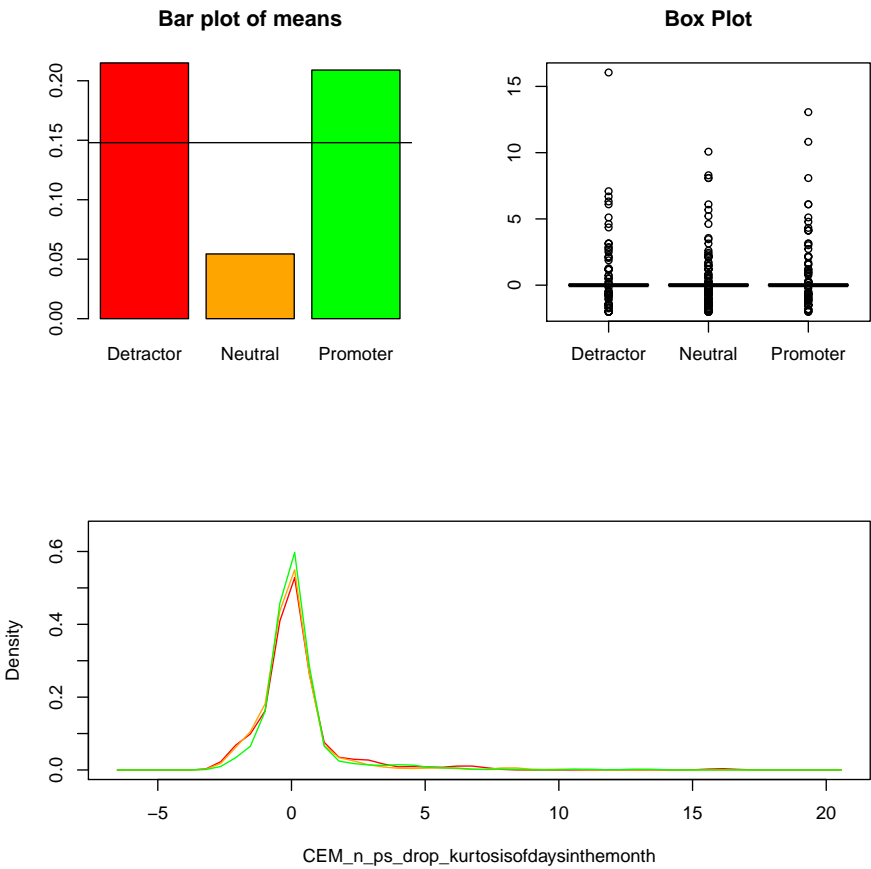 Bar plot of means
0.00 0.05 0.10 0.15 0.20
Detractor Neutral Promoter
Box Plot
0 5 10 15
Detractor Neutral Promoter
Density
0.0 0.2 0.4 0.6
−5 0 5 10 15 20
CEM_n_ps_drop_kurtosisofdaysinthemonth